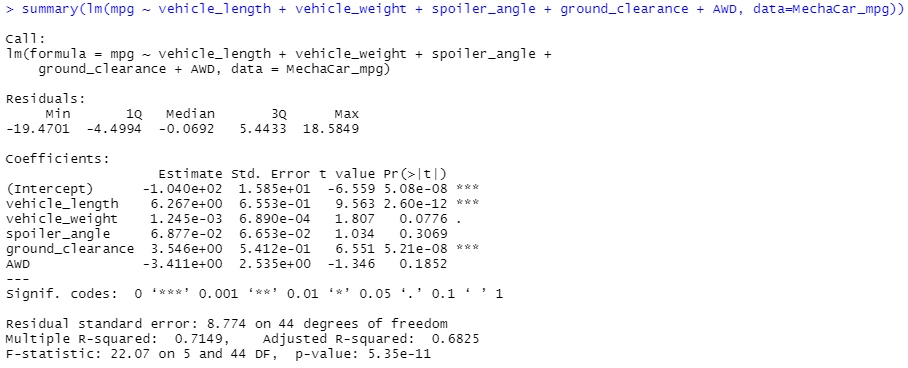 > summary(lm(mpg ~ vehicle_length + vehicle_weight + spoiler_angle + ground_clearance + AWD, data=MechaCar_mpg))
Call:
lm(formula = mpg ~ vehicle_length + vehicle_weight + spoiler_angle +
    ground_clearance + AWD, data = MechaCar_mpg)
Residuals:
     Min       1Q   Median       3Q      Max
-19.4701  -4.4994  -0.0692   5.4433  18.5849
Coefficients:
                   Estimate Std. Error t value Pr(>|t|)
(Intercept)      -1.040e+02  1.585e+01  -6.559 5.08e-08 ***
vehicle_length    6.267e+00  6.553e-01   9.563 2.60e-12 ***
vehicle_weight    1.245e-03  6.890e-04   1.807   0.0776 .
spoiler_angle     6.877e-02  6.653e-02   1.034   0.3069
ground_clearance  3.546e+00  5.412e-01   6.551 5.21e-08 ***
AWD              -3.411e+00  2.535e+00  -1.346   0.1852
---
Signif. codes:  0 ‘***’ 0.001 ‘**’ 0.01 ‘*’ 0.05 ‘.’ 0.1 ‘ ’ 1
Residual standard error: 8.774 on 44 degrees of freedom
Multiple R-squared:  0.7149,    Adjusted R-squared:  0.6825
F-statistic: 22.07 on 5 and 44 DF,  p-value: 5.35e-11